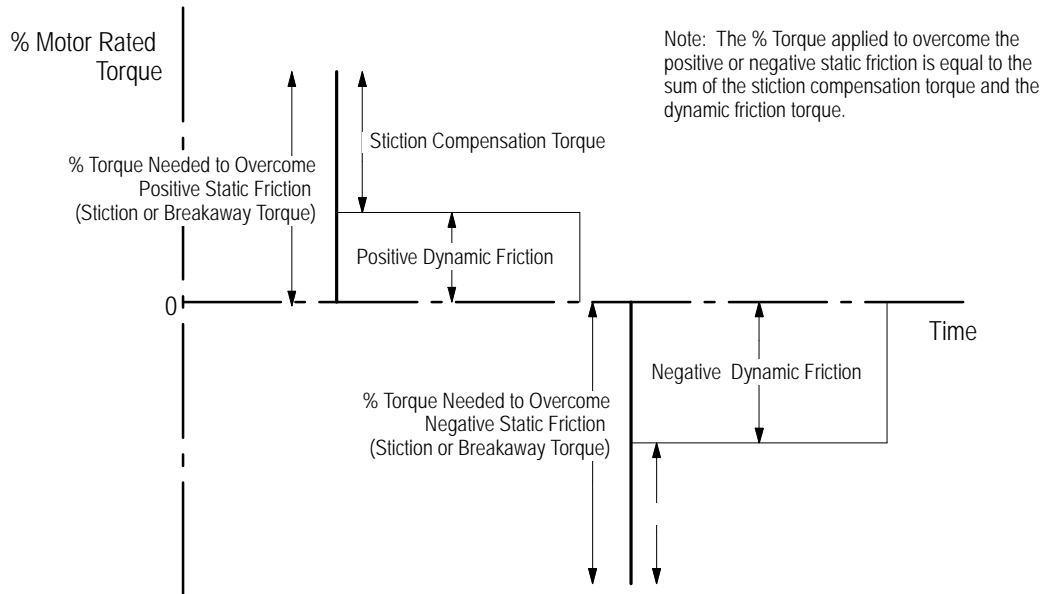 % Motor Rated
Torque
Note: The % Torque applied to overcome the
positive or negative static friction is equal to the
sum of the stiction compensation torque and the
dynamic friction torque.
Stiction Compensation Torque
% Torque Needed to Overcome
Positive Static Friction
(Stiction or Breakaway Torque)
Positive Dynamic Friction
0
Time
Negative Dynamic Friction
% Torque Needed to Overcome
Negative Static Friction
(Stiction or Breakaway Torque)